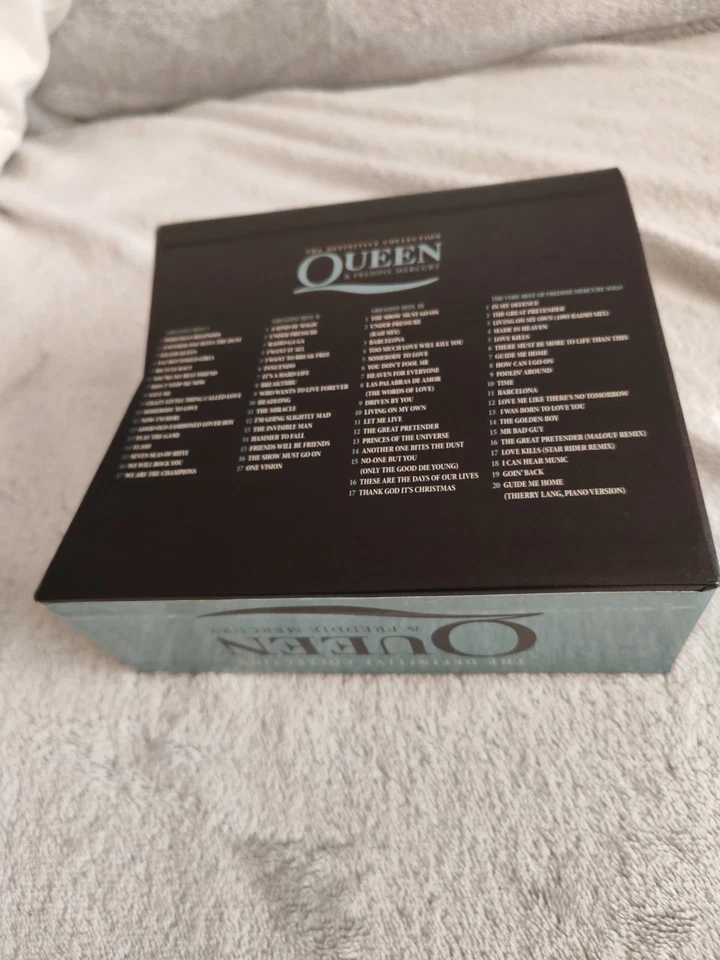 THE DEFINITIVE COLLECTION
QUEEN
& FREDDIE MERCURY
GREATEST HITS I
1 BOHEMIAN RHAPSODY
2 ANOTHER ONE BITES THE DUST
3 KILLER QUEEN
4 FAT BOTTOMED GIRLS
5 BICYCLE RACE
6 YOU'RE MY BEST FRIEND
7 DON'T STOP ME NOW
8 SAVE ME
9 CRAZY LITTLE THING CALLED LOVE
10 SOMEBODY TO LOVE
11 NOW I'M HERE
12 GOOD OLD-FASHIONED LOVER BOY
13 PLAY THE GAME
14 FLASH
15 SEVEN SEAS OF RHYE
16 WE WILL ROCK YOU
17 WE ARE THE CHAMPIONS
GREATEST HITS II
1 A KIND OF MAGIC
2 UNDER PRESSURE
3 RADIO GA GA
4 I WANT IT ALL
5 I WANT TO BREAK FREE
6 INNUENDO
7 IT'S A HARD LIFE
8 BREAKTHRU
9 WHO WANTS TO LIVE FOREVER
10 HEADLONG
11 THE MIRACLE
12 I'M GOING SLIGHTLY MAD
13 THE INVISIBLE MAN
14 HAMMER TO FALL
15 FRIENDS WILL BE FRIENDS
16 THE SHOW MUST GO ON
17 ONE VISION
GREATEST HITS III
1 THE SHOW MUST GO ON
2 UNDER PRESSURE
(RAH MIX)
3 BARCELONA
4 TOO MUCH LOVE WILL KILL YOU
5 SOMEBODY TO LOVE
6 YOU DON'T FOOL ME
7 HEAVEN FOR EVERYONE
8 LAS PALABRAS DE AMOR
(THE WORDS OF LOVE)
9 DRIVEN BY YOU
10 LIVING ON MY OWN
11 LET ME LIVE
12 THE GREAT PRETENDER
13 PRINCES OF THE UNIVERSE
14 ANOTHER ONE BITES THE DUST
15 NO-ONE BUT YOU
(ONLY THE GOOD DIE YOUNG)
16 THESE ARE THE DAYS OF OUR LIVES
17 THANK GOD IT'S CHRISTMAS
THE VERY BEST OF FREDDIE MERCURY SOLO
1 IN MY DEFENCE
2 THE GREAT PRETENDER
3 LIVING ON MY OWN (1993 RADIO MIX)
4 MADE IN HEAVEN
5 LOVE KILLS
6 THERE MUST BE MORE TO LIFE THAN THIS
7 GUIDE ME HOME
8 HOW CAN I GO ON
9 FOOLIN' AROUND
10 TIME
11 BARCELONA
12 LOVE ME LIKE THERE'S NO TOMORROW
13 I WAS BORN TO LOVE YOU
14 THE GOLDEN BOY
15 MR BAD GUY
16 THE GREAT PRETENDER (MALOUF REMIX)
17 LOVE KILLS (STAR RIDER REMIX)
18 I CAN HEAR MUSIC
19 GOIN' BACK
20 GUIDE ME HOME
(THIERRY LANG, PIANO VERSION)
THE DEFINITIVE COLLECTION
QUEEN
& FREDDIE MERCURY